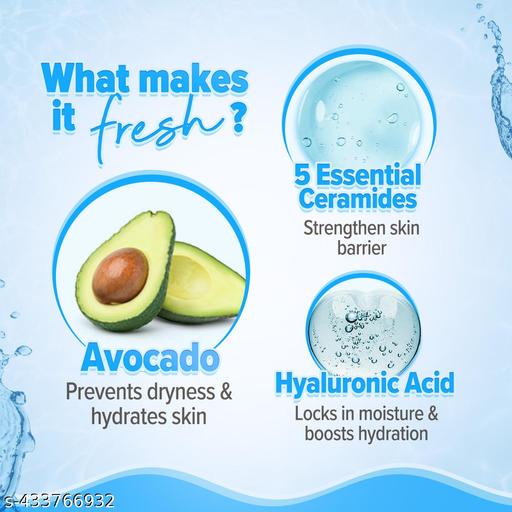 What makes
it fresh?
5 Essential
Ceramides
Strengthen skin
barrier
Avocado
Prevents dryness &
hydrates skin
Hyaluronic Acid
Locks in moisture &
boosts hydration
s-433766932